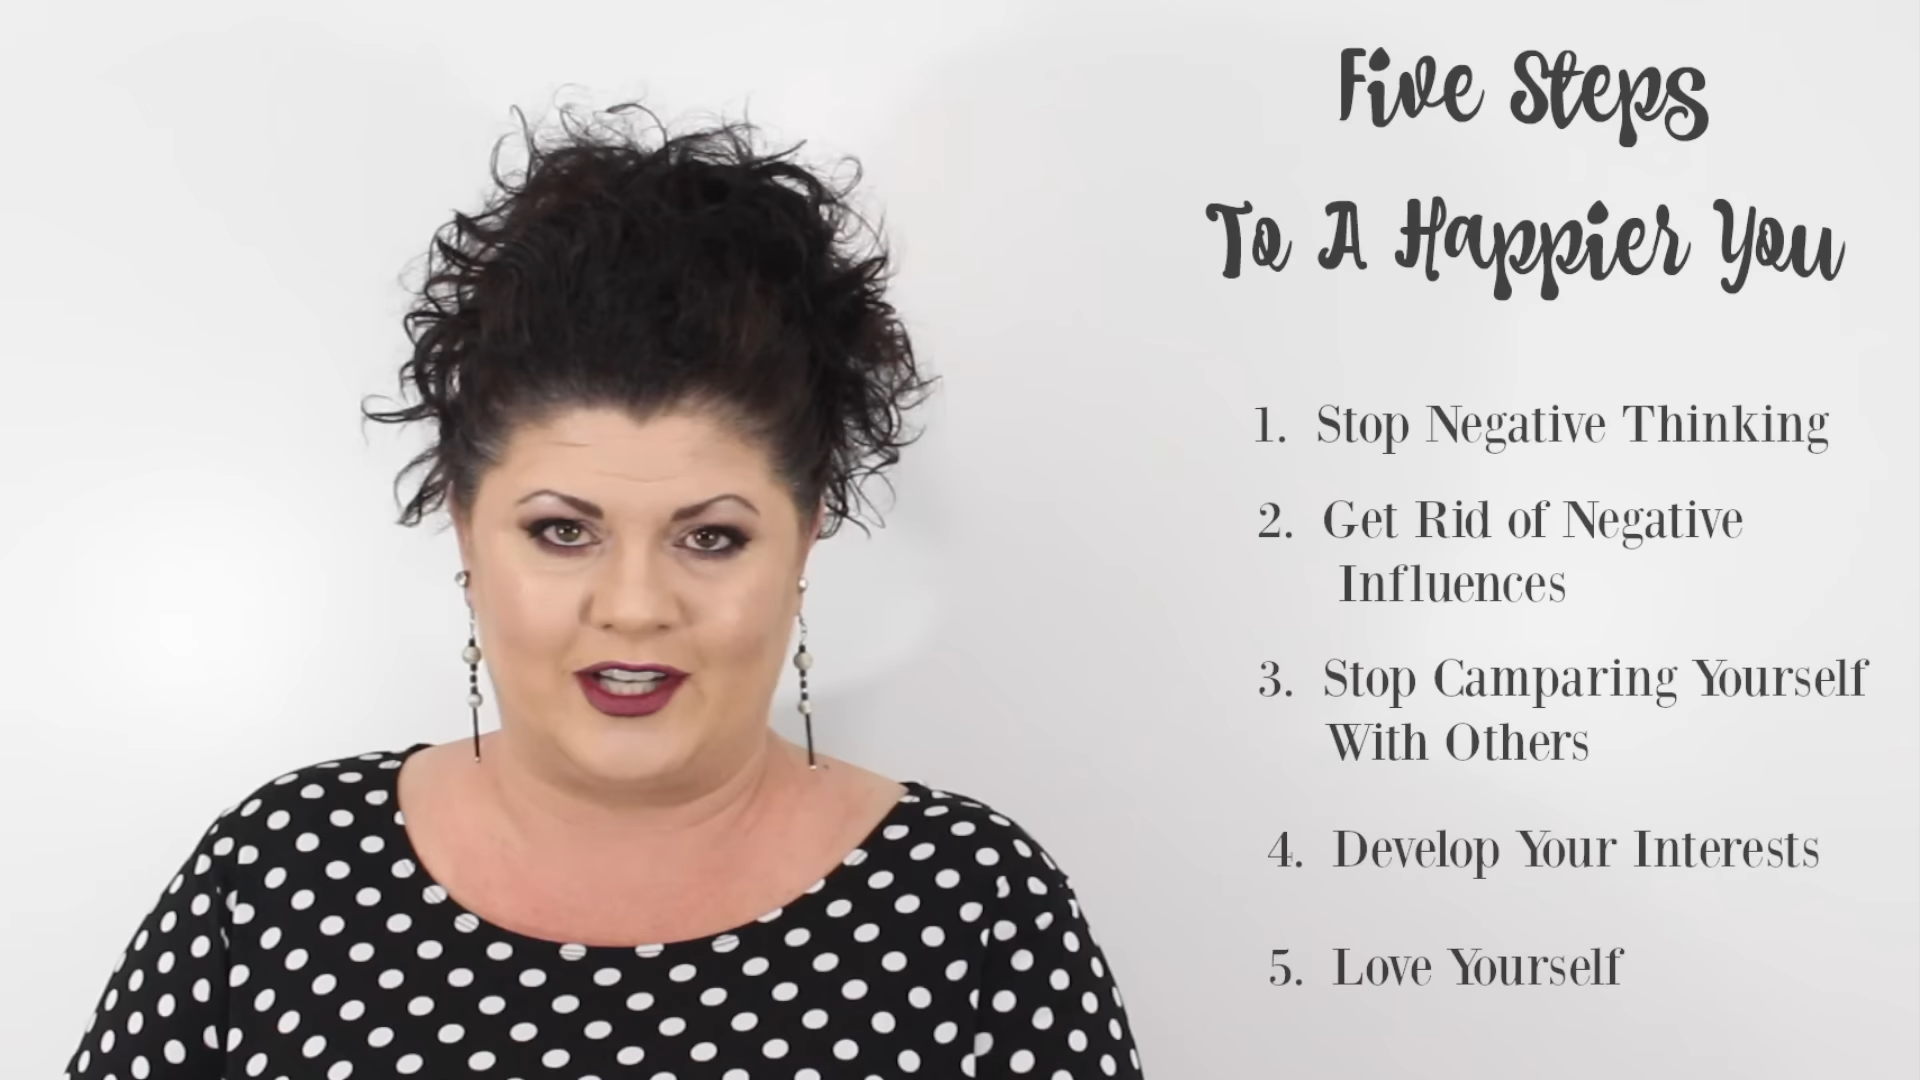 Five Steps
To A Happier You
1. Stop Negative Thinking
2. Get Rid of Negative
Influences
3. Stop Camparing Yourself
With Others
4. Develop Your Interests
5. Love Yourself